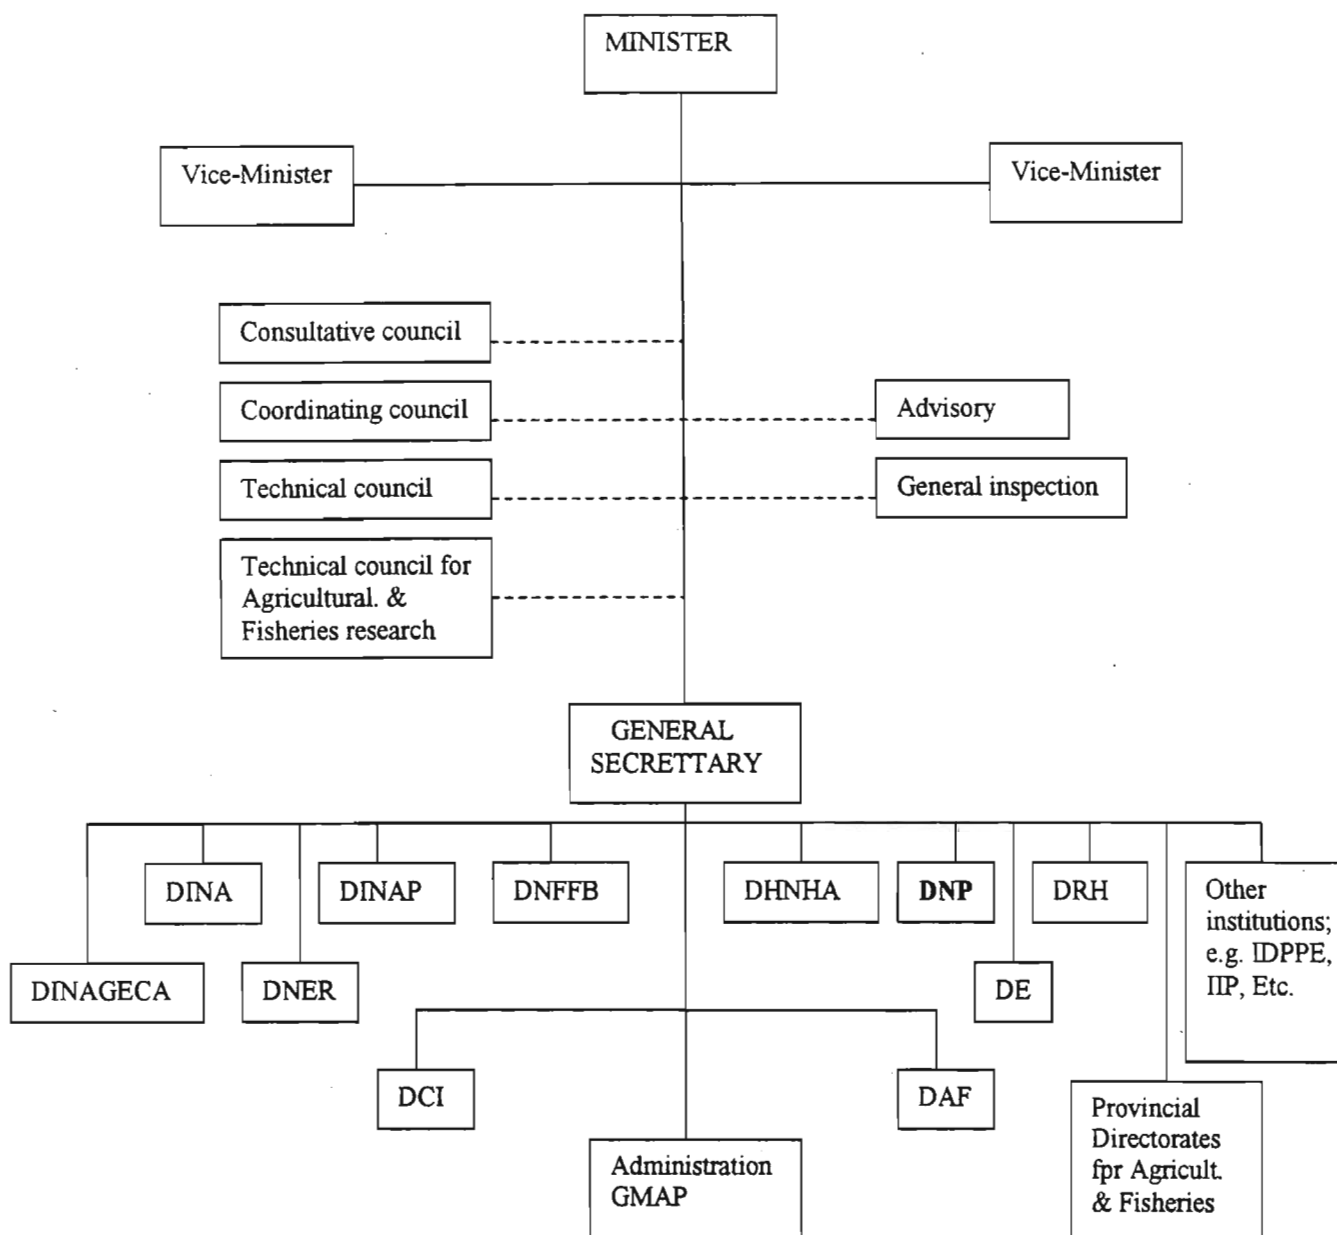 MINISTER
Vice-Minister
Vice-Minister
Consultative council
Coordinating council
Advisory
Technical council
General inspection
Technical council for
Agricultural. &
Fisheries research
GENERAL
SECRETTARY
DINA
DINAP
DNFFB
DHNHA
DNP
DRH
Other
institutions;
e.g. IDPPE,
IIP, Etc.
DINAGECA
DNER
DE
DCI
DAF
Provincial
Directorates
fpr Agricult.
& Fisheries
Administration
GMAP